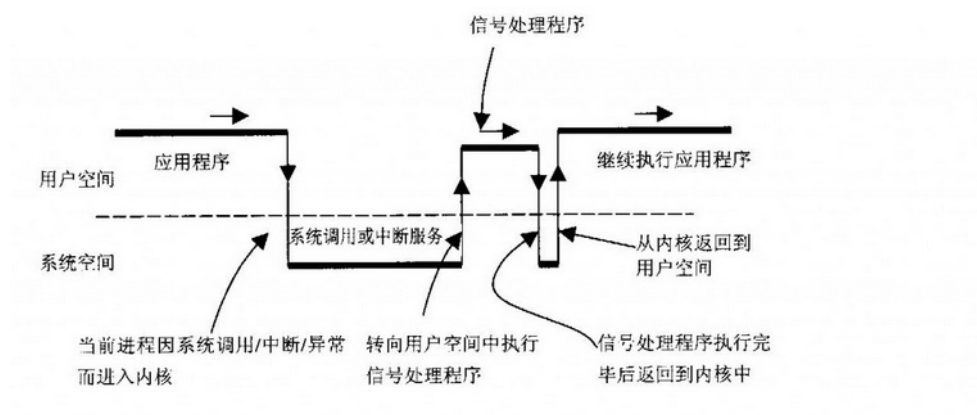 信号处理程序
应用程序
继续执行应用程序
用户空间
系统调用或中断服务
从内核返回到
用户空间
系统空间
当前进程因系统调用/中断/异常
而进入内核
转向用户空间中执行
信号处理程序
信号处理程序执行完
毕后返回到内核中